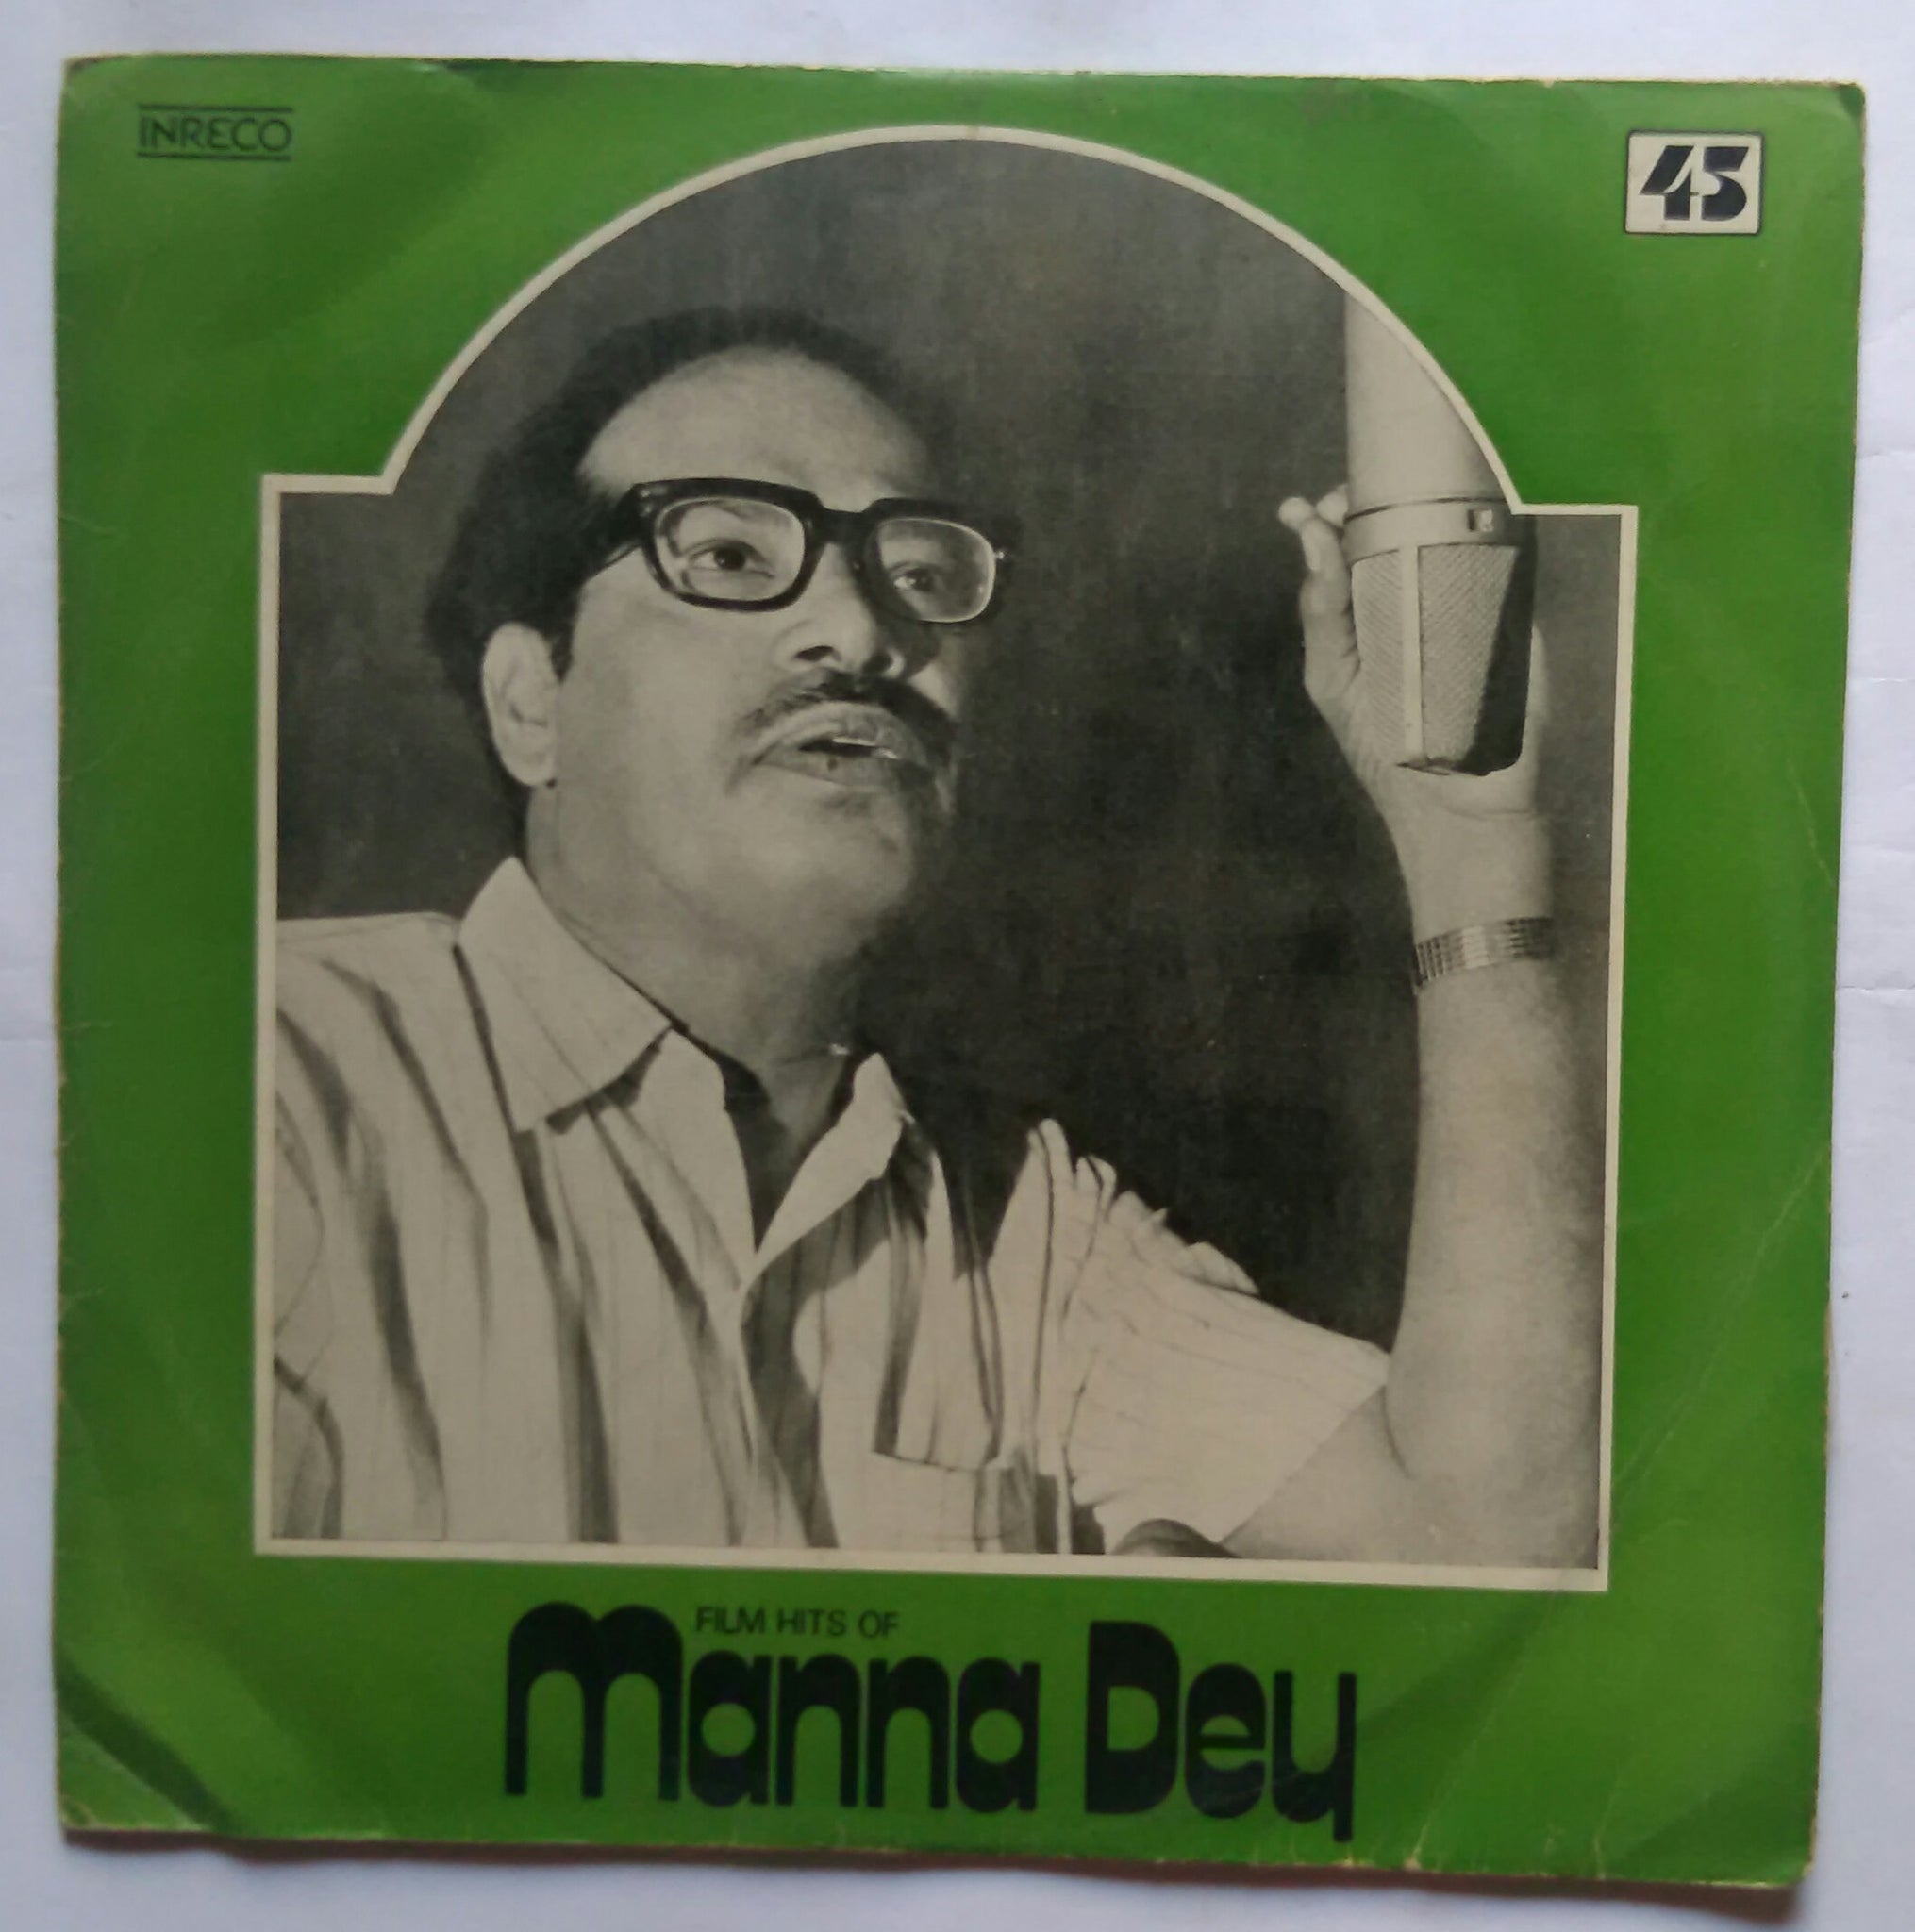 INRECO
45
FILM HITS OF
Manna Dey